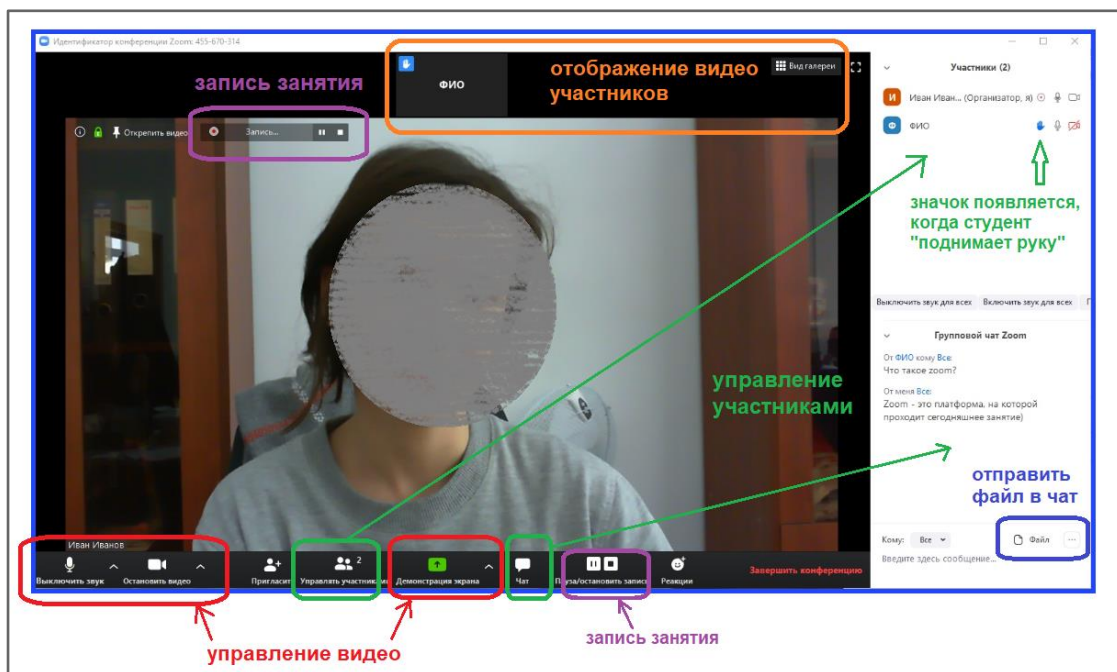 Идентификатор конференции Zoom: 455-670-314
запись занятия
ФИО
отображение видео
участников
Вид галереи
Открепить видео
Запись...
Участники (2)
И Иван Иван... (Организатор, я)
Ф ФИО
значок появляется,
когда студент
"поднимает руку"
Выключить звук для всех Включить звук для всех
Групповой чат Zoom
От ФИО кому Все:
Что такое zoom?
От меня Все:
Zoom - это платформа, на которой
проходит сегодняшнее занятие)
управление
участниками
отправить
файл в чат
Кому: Все
Файл
Введите здесь сообщение...
Иван Иванов
Выключить звук Остановить видео Пригласить Управлять участниками 2 Демонстрация экрана Чат Пауза/остановить запись Реакции Завершить конференцию
управление видео
запись занятия